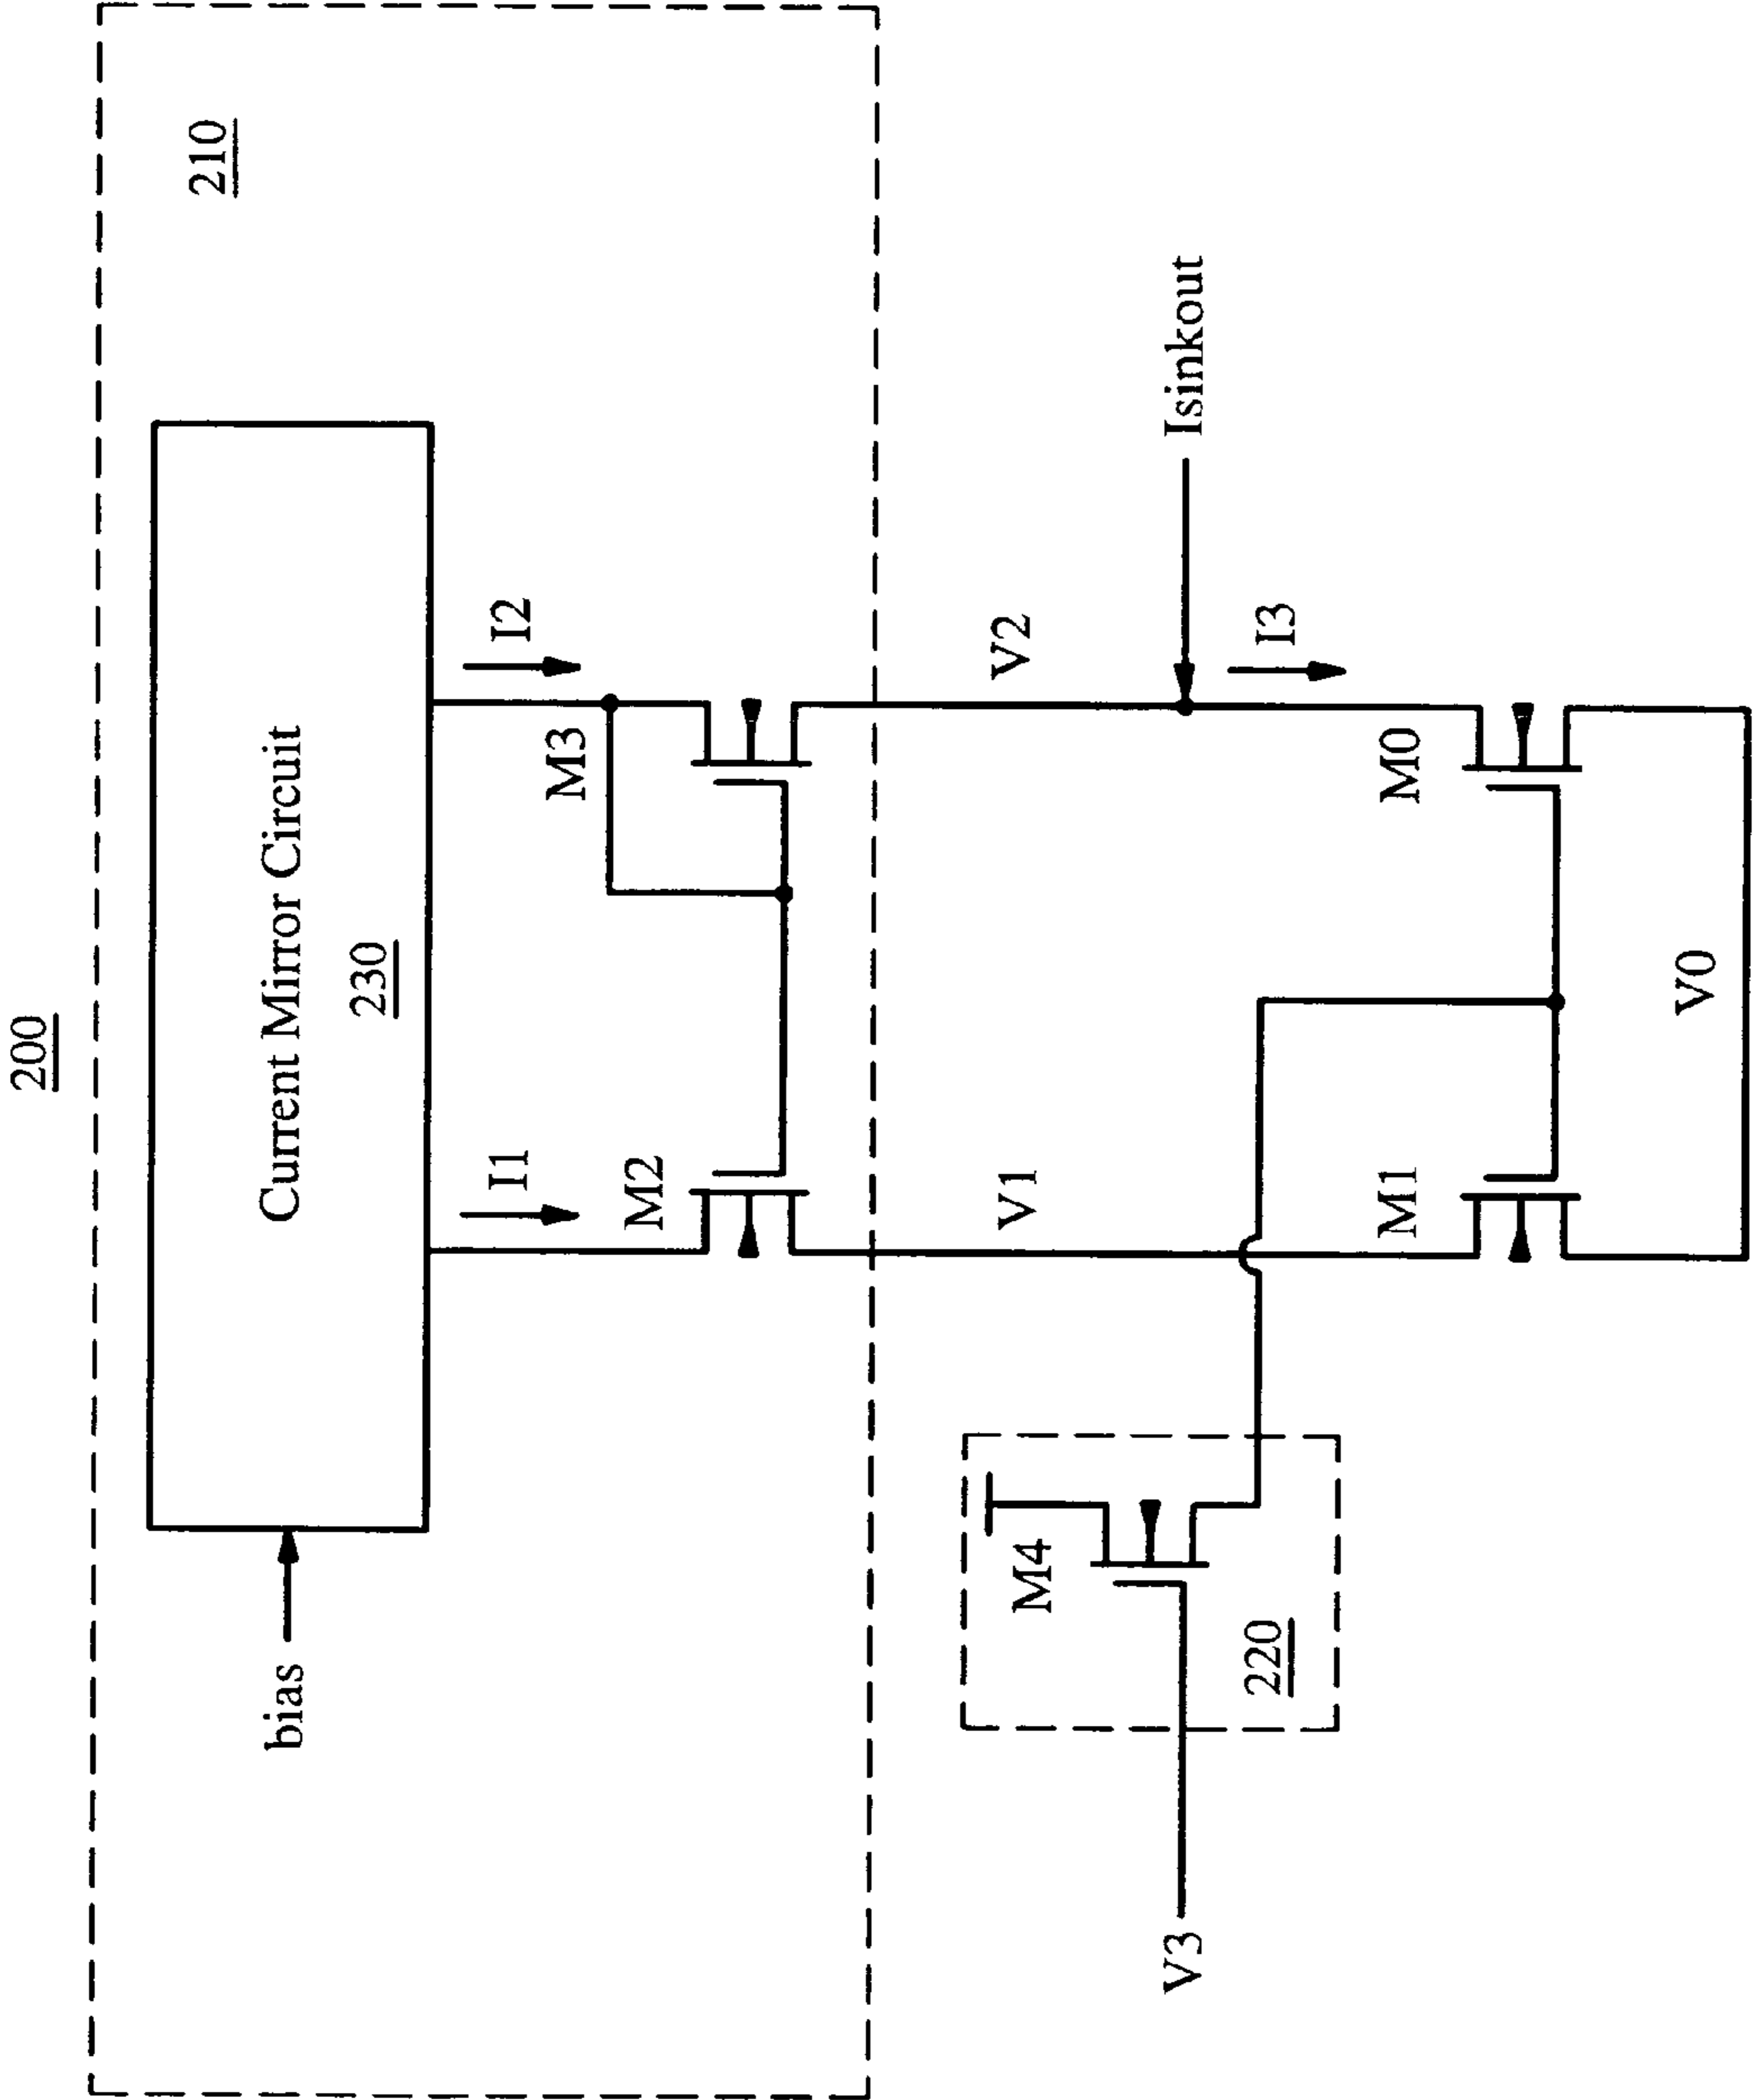 200
210
Current Mirror Circuit
230
bias
I1
I2
M2
M3
V1
V2
M4
220
V3
Isinkout
I3
M1
M0
V0